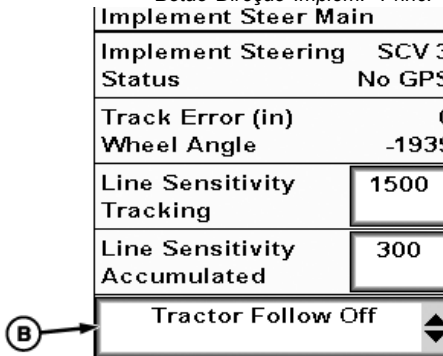 Implement Steer Main
Implement Steering SCV 3
Status No GPS
Track Error (in)
Wheel Angle -1939
Line Sensitivity 1500
Tracking
Line Sensitivity 300
Accumulated
Tractor Follow Off
B